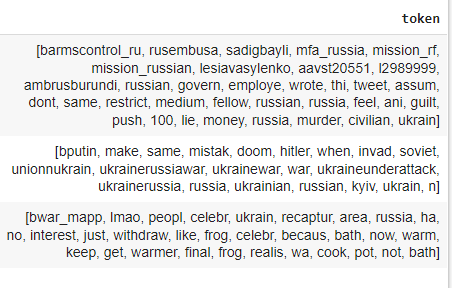 token
[barmscontrol_ru, rusembusa, sadigbayli, mfa_russia, mission_rf,
mission_russian, lesiavasylenko, aavst20551, l2989999,
ambrusburundi, russian, govern, employe, wrote, thi, tweet, assum,
dont, same, restrict, medium, fellow, russian, russia, feel, ani, guilt,
push, 100, lie, money, russia, murder, civilian, ukrain]
[bputin, make, same, mistak, doom, hitler, when, invad, soviet,
unionnukrain, ukrainerussiawar, ukrainewar, war, ukraineunderattack,
ukrainerussia, russia, ukrainian, russian, kyiv, ukrain, n]
[bwar_mapp, lmao, peopl, celebr, ukrain, recaptur, area, russia, ha,
no, interest, just, withdraw, like, frog, celebr, becaus, bath, now, warm,
keep, get, warmer, final, frog, realis, wa, cook, pot, not, bath]